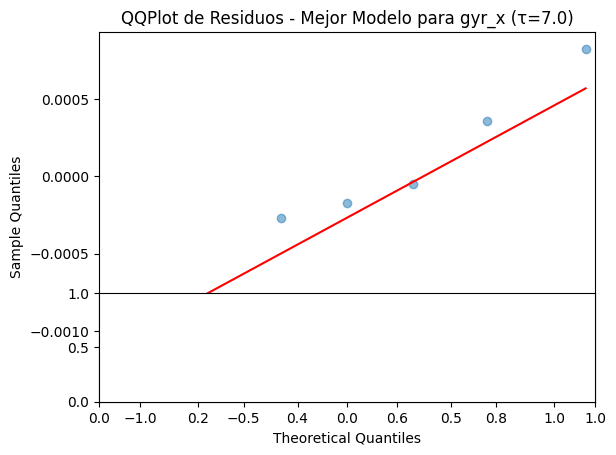 QQPlot de Residuos - Mejor Modelo para gyr_x (τ=7.0)
Sample Quantiles
0.0005
0.0000
−0.0005
1.0
−0.0010
0.5
0.0
0.0 −1.0 0.2 −0.5 0.4 0.0 0.6 0.5 0.8 1.0 1.0
Theoretical Quantiles